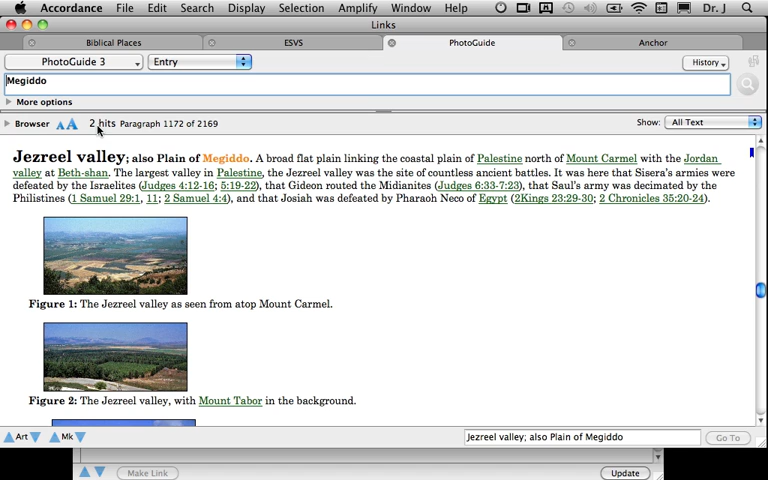 Accordance File Edit Search Display Selection Amplify Window Help Dr. J
Links
Biblical Places ESVS PhotoGuide Anchor
PhotoGuide 3 Entry History
Megiddo
More options
Browser AA 2 hits Paragraph 1172 of 2169 Show: All Text
Jezreel valley; also Plain of Megiddo. A broad flat plain linking the coastal plain of Palestine north of Mount Carmel with the Jordan
valley at Beth-shan. The largest valley in Palestine, the Jezreel valley was the site of countless ancient battles. It was here that Sisera's armies were
defeated by the Israelites (Judges 4:12-16; 5:19-22), that Gideon routed the Midianites (Judges 6:33-7:23), that Saul's army was decimated by the
Philistines (1 Samuel 29:1, 11; 2 Samuel 4:4), and that Josiah was defeated by Pharaoh Neco of Egypt (2Kings 23:29-30; 2 Chronicles 35:20-24).
Figure 1: The Jezreel valley as seen from atop Mount Carmel.
Figure 2: The Jezreel valley, with Mount Tabor in the background.
Art Mk Jezreel valley; also Plain of Megiddo Go To
Make Link Update